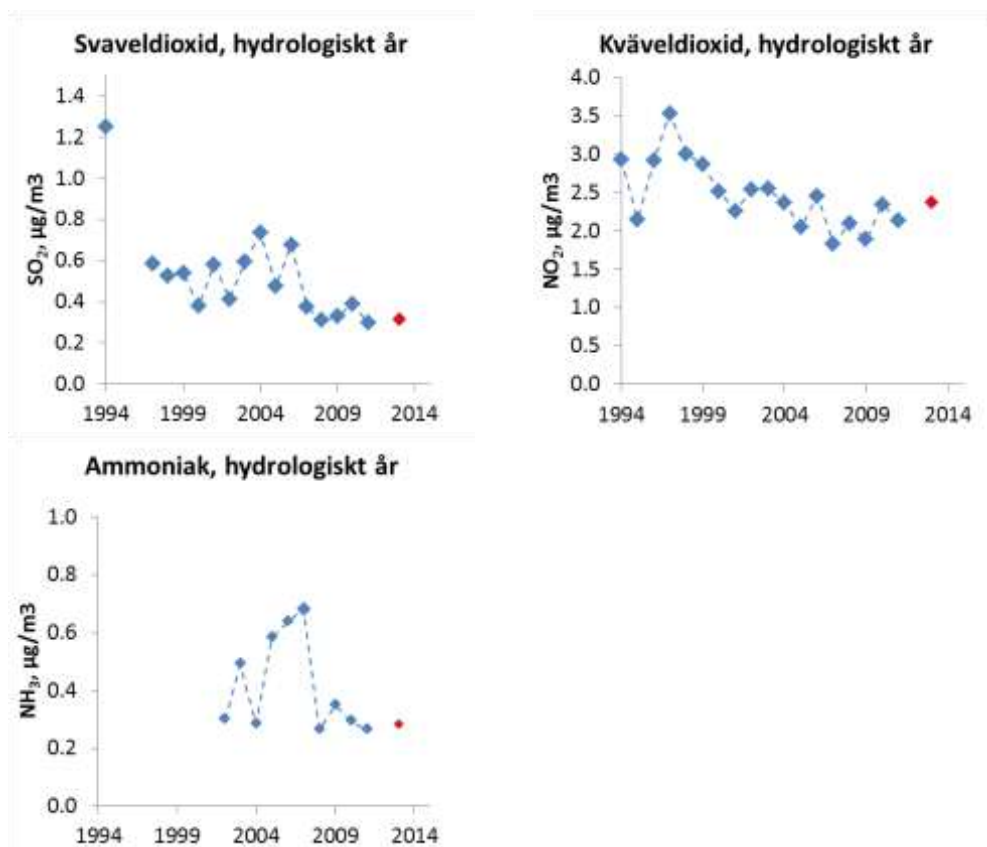 Svaveldioxid, hydrologiskt år
SO₂, µg/m3
1.4
1.2
1.0
0.8
0.6
0.4
0.2
0.0
1994 1999 2004 2009 2014
Kväveldioxid, hydrologiskt år
NO₂, µg/m3
4.0
3.5
3.0
2.5
2.0
1.5
1.0
0.5
0.0
1994 1999 2004 2009 2014
Ammoniak, hydrologiskt år
NH₃, µg/m3
1.0
0.8
0.6
0.4
0.2
0.0
1994 1999 2004 2009 2014